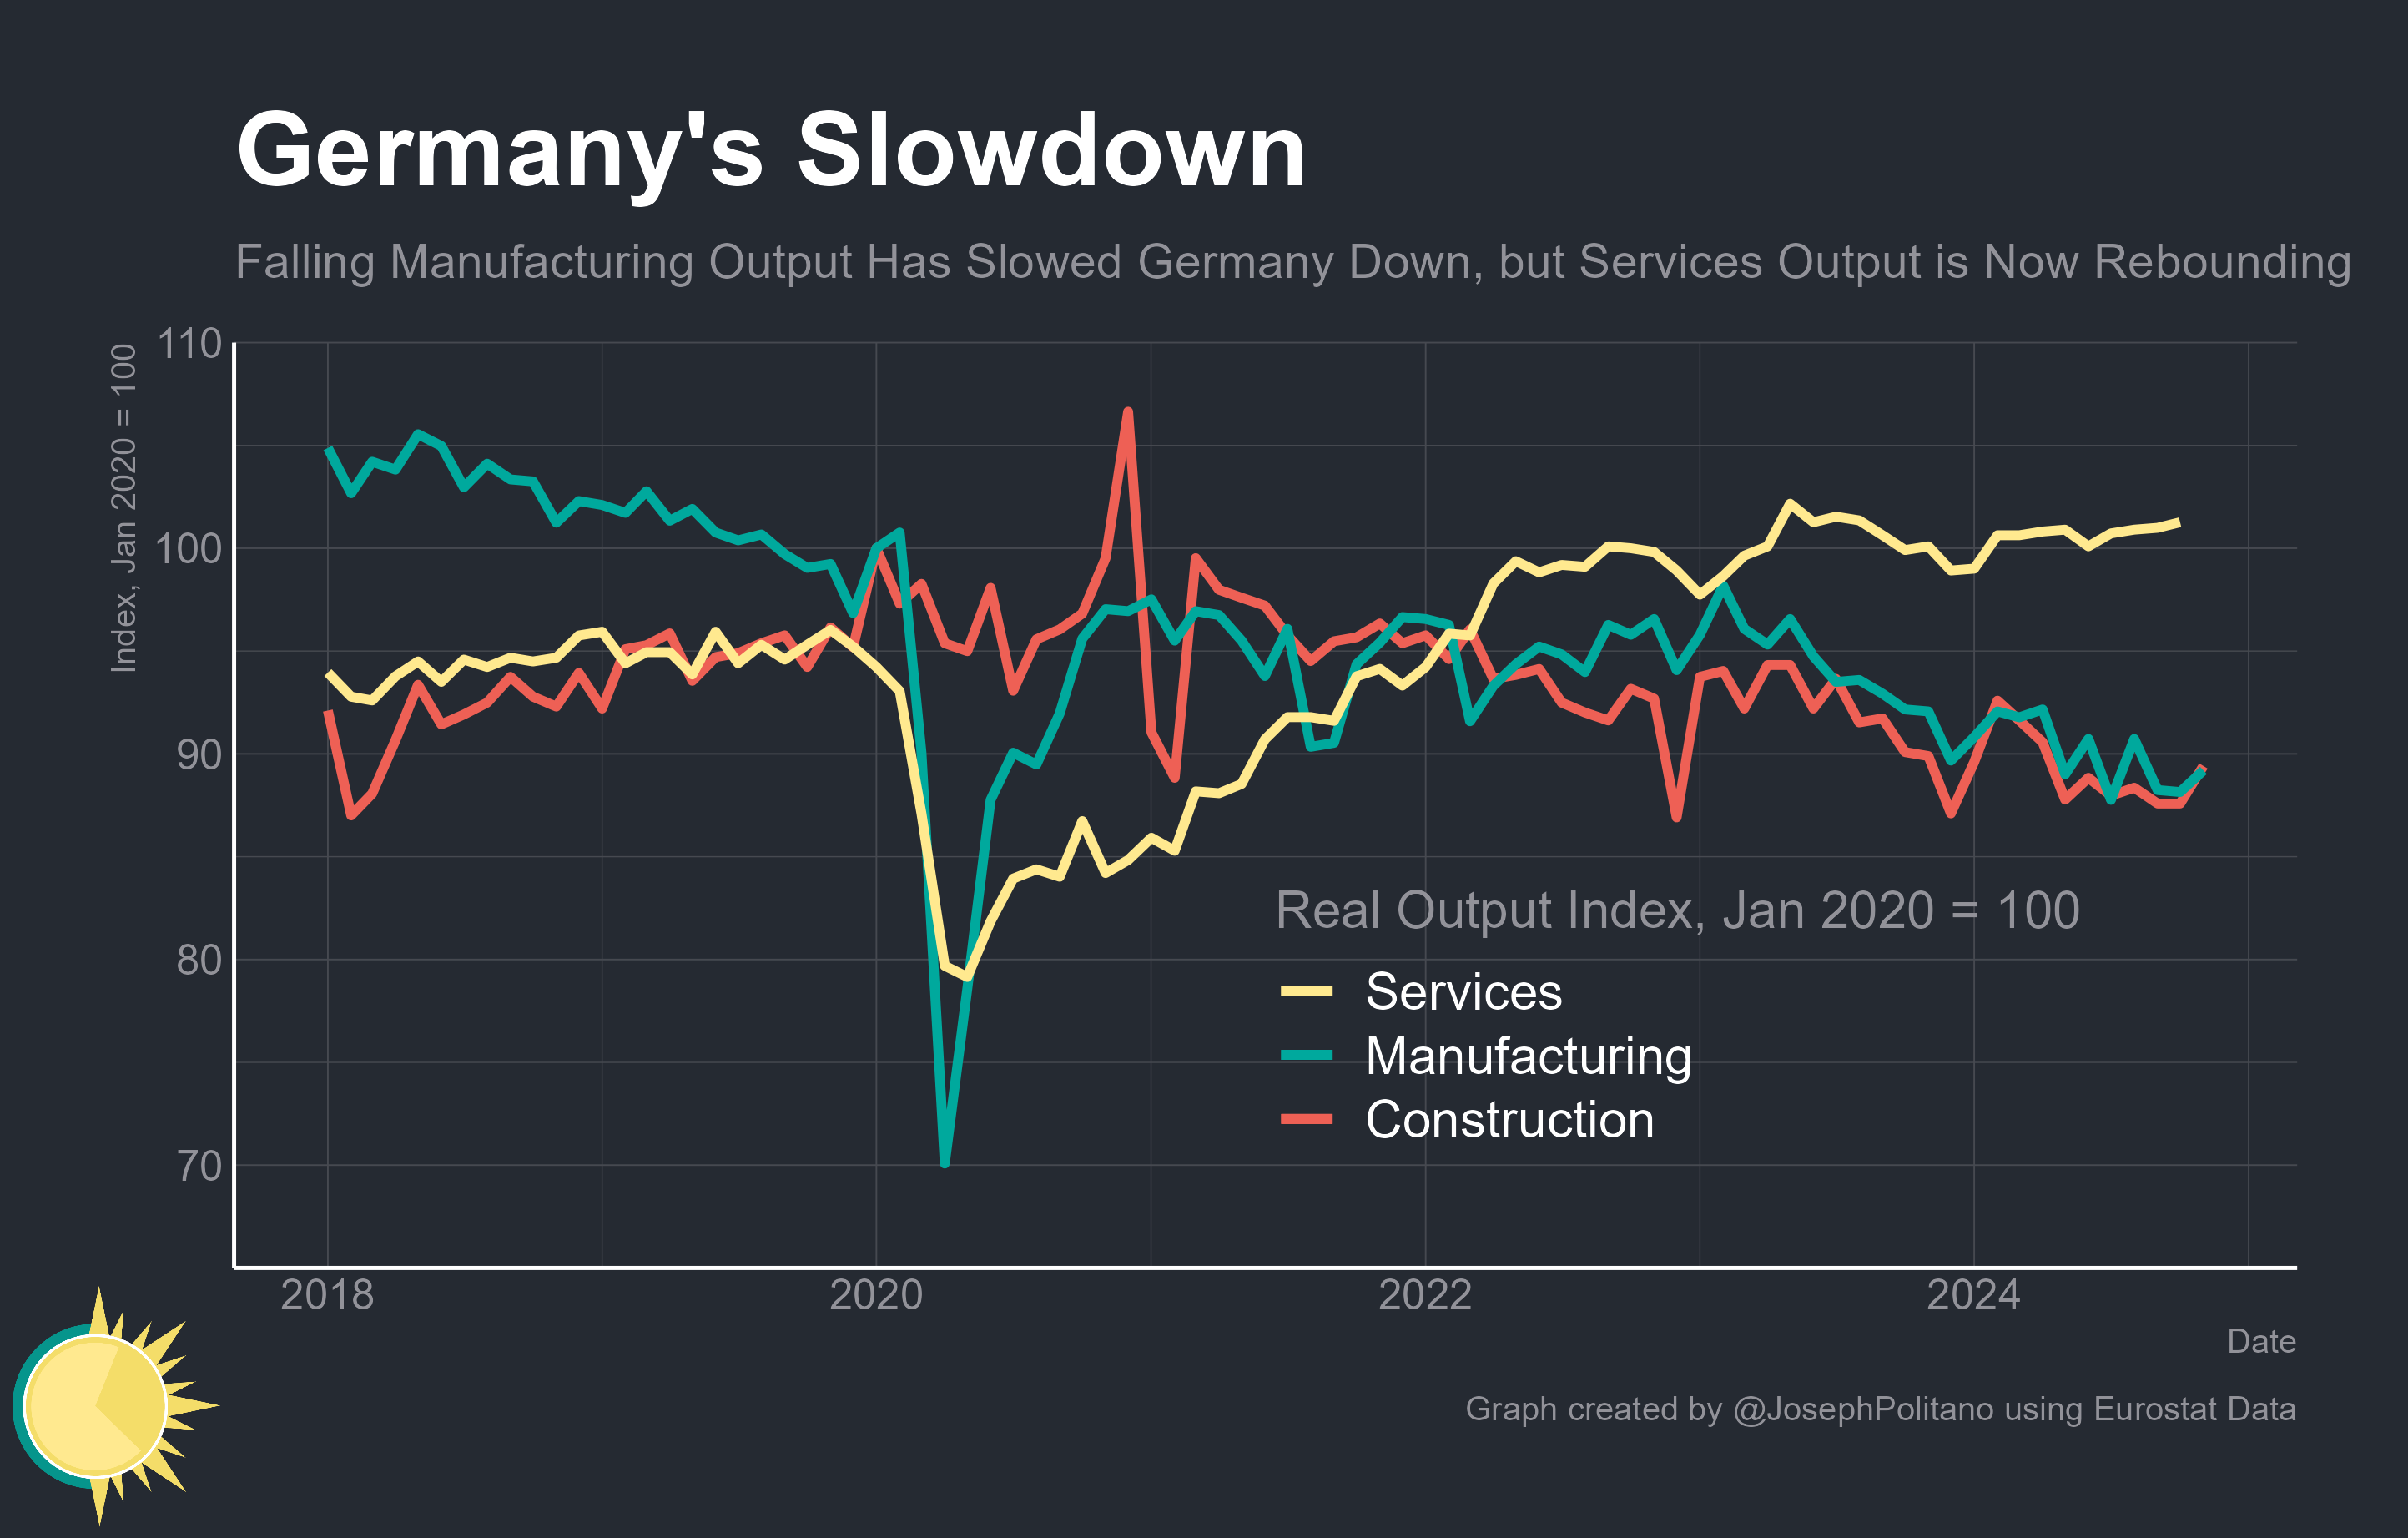 Germany's Slowdown
Falling Manufacturing Output Has Slowed Germany Down, but Services Output is Now Rebounding
Index, Jan 2020 = 100
110
100
90
80
70
Real Output Index, Jan 2020 = 100
Services
Manufacturing
Construction
2018
2020
2022
2024
Date
Graph created by @JosephPolitano using Eurostat Data